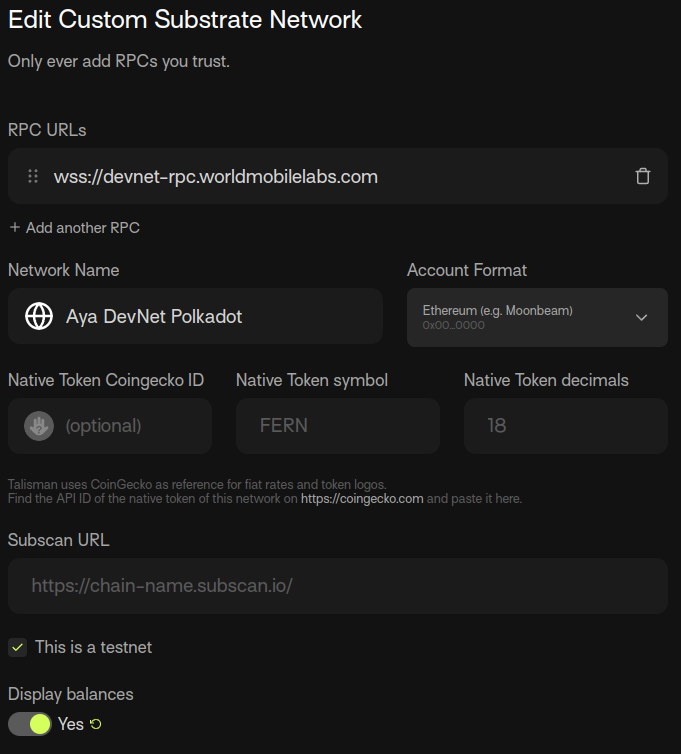 Edit Custom Substrate Network
Only ever add RPCs you trust.
RPC URLs
wss://devnet-rpc.worldmobilelabs.com
+ Add another RPC
Network Name
Account Format
Aya DevNet Polkadot
Ethereum (e.g. Moonbeam)
0x00...0000
Native Token Coingecko ID
Native Token symbol
Native Token decimals
(optional)
FERN
18
Talisman uses CoinGecko as reference for fiat rates and token logos.
Find the API ID of the native token of this network on https://coingecko.com and paste it here.
Subscan URL
https://chain-name.subscan.io/
This is a testnet
Display balances
Yes